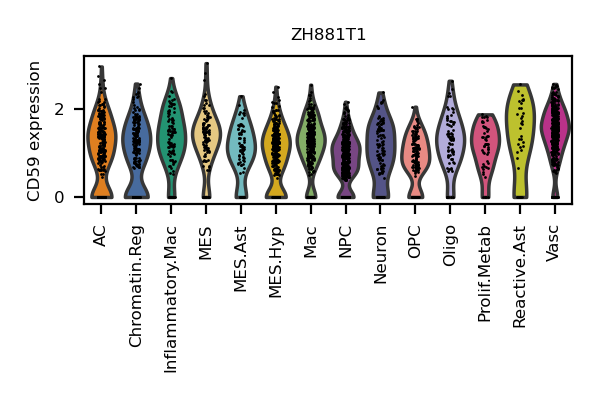 ZH881T1
CD59 expression
2
0
AC
Chromatin.Reg
Inflammatory.Mac
MES
MES.Ast
MES.Hyp
Mac
NPC
Neuron
OPC
Oligo
Prolif.Metab
Reactive.Ast
Vasc